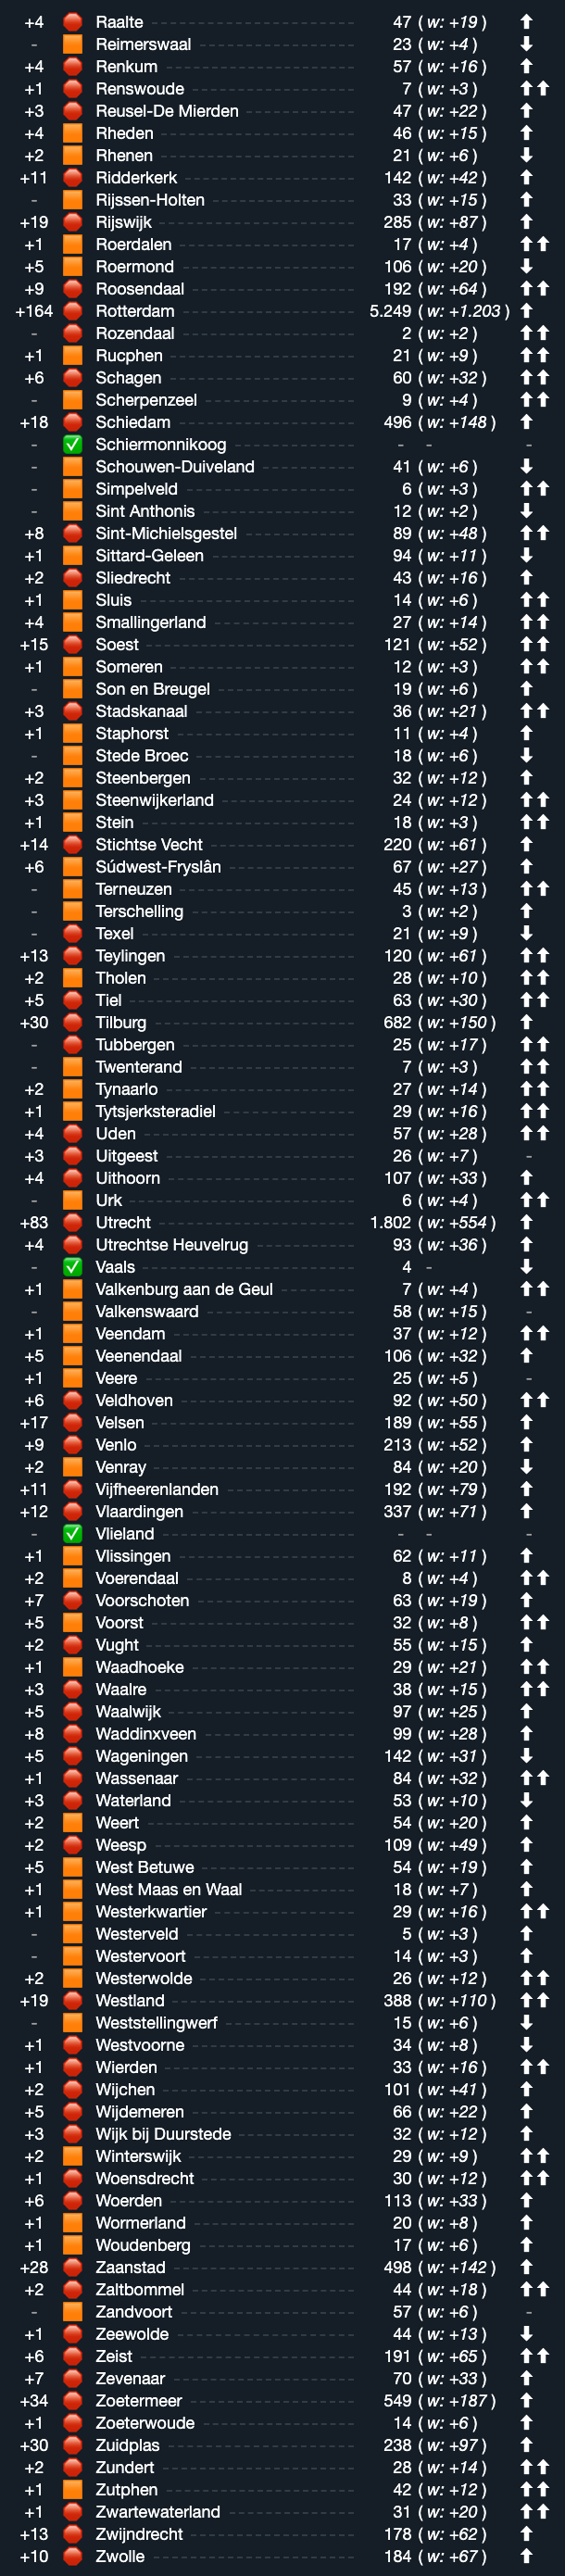 +4 Raalte 47 (w: +19)
- Reimerswaal 23 (w: +4)
+4 Renkum 57 (w: +16)
+1 Renswoude 7 (w: +3)
+3 Reusel-De Mierden 47 (w: +22)
+4 Rheden 46 (w: +15)
+2 Rhenen 21 (w: +6)
+11 Ridderkerk 142 (w: +42)
- Rijssen-Holten 33 (w: +15)
+19 Rijswijk 285 (w: +87)
+1 Roerdalen 17 (w: +4)
+5 Roermond 106 (w: +20)
+9 Roosendaal 192 (w: +64)
+164 Rotterdam 5.249 (w: +1.203)
- Rozendaal 2 (w: +2)
+1 Rucphen 21 (w: +9)
+6 Schagen 60 (w: +32)
- Scherpenzeel 9 (w: +4)
+18 Schiedam 496 (w: +148)
- Schiermonnikoog - - -
- Schouwen-Duiveland 41 (w: +6)
- Simpelveld 6 (w: +3)
- Sint Anthonis 12 (w: +2)
+8 Sint-Michielsgestel 89 (w: +48)
+1 Sittard-Geleen 94 (w: +11)
+2 Sliedrecht 43 (w: +16)
+1 Sluis 14 (w: +6)
+4 Smallingerland 27 (w: +14)
+15 Soest 121 (w: +52)
+1 Someren 12 (w: +3)
- Son en Breugel 19 (w: +6)
+3 Stadskanaal 36 (w: +21)
+1 Staphorst 11 (w: +4)
- Stede Broec 18 (w: +6)
+2 Steenbergen 32 (w: +12)
+3 Steenwijkerland 24 (w: +12)
+1 Stein 18 (w: +3)
+14 Stichtse Vecht 220 (w: +61)
+6 Súdwest-Fryslân 67 (w: +27)
- Terneuzen 45 (w: +13)
- Terschelling 3 (w: +2)
- Texel 21 (w: +9)
+13 Teylingen 120 (w: +61)
+2 Tholen 28 (w: +10)
+5 Tiel 63 (w: +30)
+30 Tilburg 682 (w: +150)
- Tubbergen 25 (w: +17)
- Twenterand 7 (w: +3)
+2 Tynaarlo 27 (w: +14)
+1 Tytsjerksteradiel 29 (w: +16)
+4 Uden 57 (w: +28)
+3 Uitgeest 26 (w: +7) -
+4 Uithoorn 107 (w: +33)
- Urk 6 (w: +4)
+83 Utrecht 1.802 (w: +554)
+4 Utrechtse Heuvelrug 93 (w: +36)
- Vaals 4 -
+1 Valkenburg aan de Geul 7 (w: +4)
- Valkenswaard 58 (w: +15) -
+1 Veendam 37 (w: +12)
+5 Veenendaal 106 (w: +32)
+1 Veere 25 (w: +5) -
+6 Veldhoven 92 (w: +50)
+17 Velsen 189 (w: +55)
+9 Venlo 213 (w: +52)
+2 Venray 84 (w: +20)
+11 Vijfheerenlanden 192 (w: +79)
+12 Vlaardingen 337 (w: +71)
- Vlieland - - -
+1 Vlissingen 62 (w: +11)
+2 Voerendaal 8 (w: +4)
+7 Voorschoten 63 (w: +19)
+5 Voorst 32 (w: +8)
+2 Vught 55 (w: +15)
+1 Waadhoeke 29 (w: +21)
+3 Waalre 38 (w: +15)
+5 Waalwijk 97 (w: +25)
+8 Waddinxveen 99 (w: +28)
+5 Wageningen 142 (w: +31)
+1 Wassenaar 84 (w: +32)
+3 Waterland 53 (w: +10)
+2 Weert 54 (w: +20)
+2 Weesp 109 (w: +49)
+5 West Betuwe 54 (w: +19)
+1 West Maas en Waal 18 (w: +7)
+1 Westerkwartier 29 (w: +16)
- Westerveld 5 (w: +3)
- Westervoort 14 (w: +3)
+2 Westerwolde 26 (w: +12)
+19 Westland 388 (w: +110)
- Weststellingwerf 15 (w: +6)
+1 Westvoorne 34 (w: +8)
+1 Wierden 33 (w: +16)
+2 Wijchen 101 (w: +41)
+5 Wijdemeren 66 (w: +22)
+3 Wijk bij Duurstede 32 (w: +12)
+2 Winterswijk 29 (w: +9)
+1 Woensdrecht 30 (w: +12)
+6 Woerden 113 (w: +33)
+1 Wormerland 20 (w: +8)
+1 Woudenberg 17 (w: +6)
+28 Zaanstad 498 (w: +142)
+2 Zaltbommel 44 (w: +18)
- Zandvoort 57 (w: +6) -
+1 Zeewolde 44 (w: +13)
+6 Zeist 191 (w: +65)
+7 Zevenaar 70 (w: +33)
+34 Zoetermeer 549 (w: +187)
+1 Zoeterwoude 14 (w: +6)
+30 Zuidplas 238 (w: +97)
+2 Zundert 28 (w: +14)
+1 Zutphen 42 (w: +12)
+1 Zwartewaterland 31 (w: +20)
+13 Zwijndrecht 178 (w: +62)
+10 Zwolle 184 (w: +67)